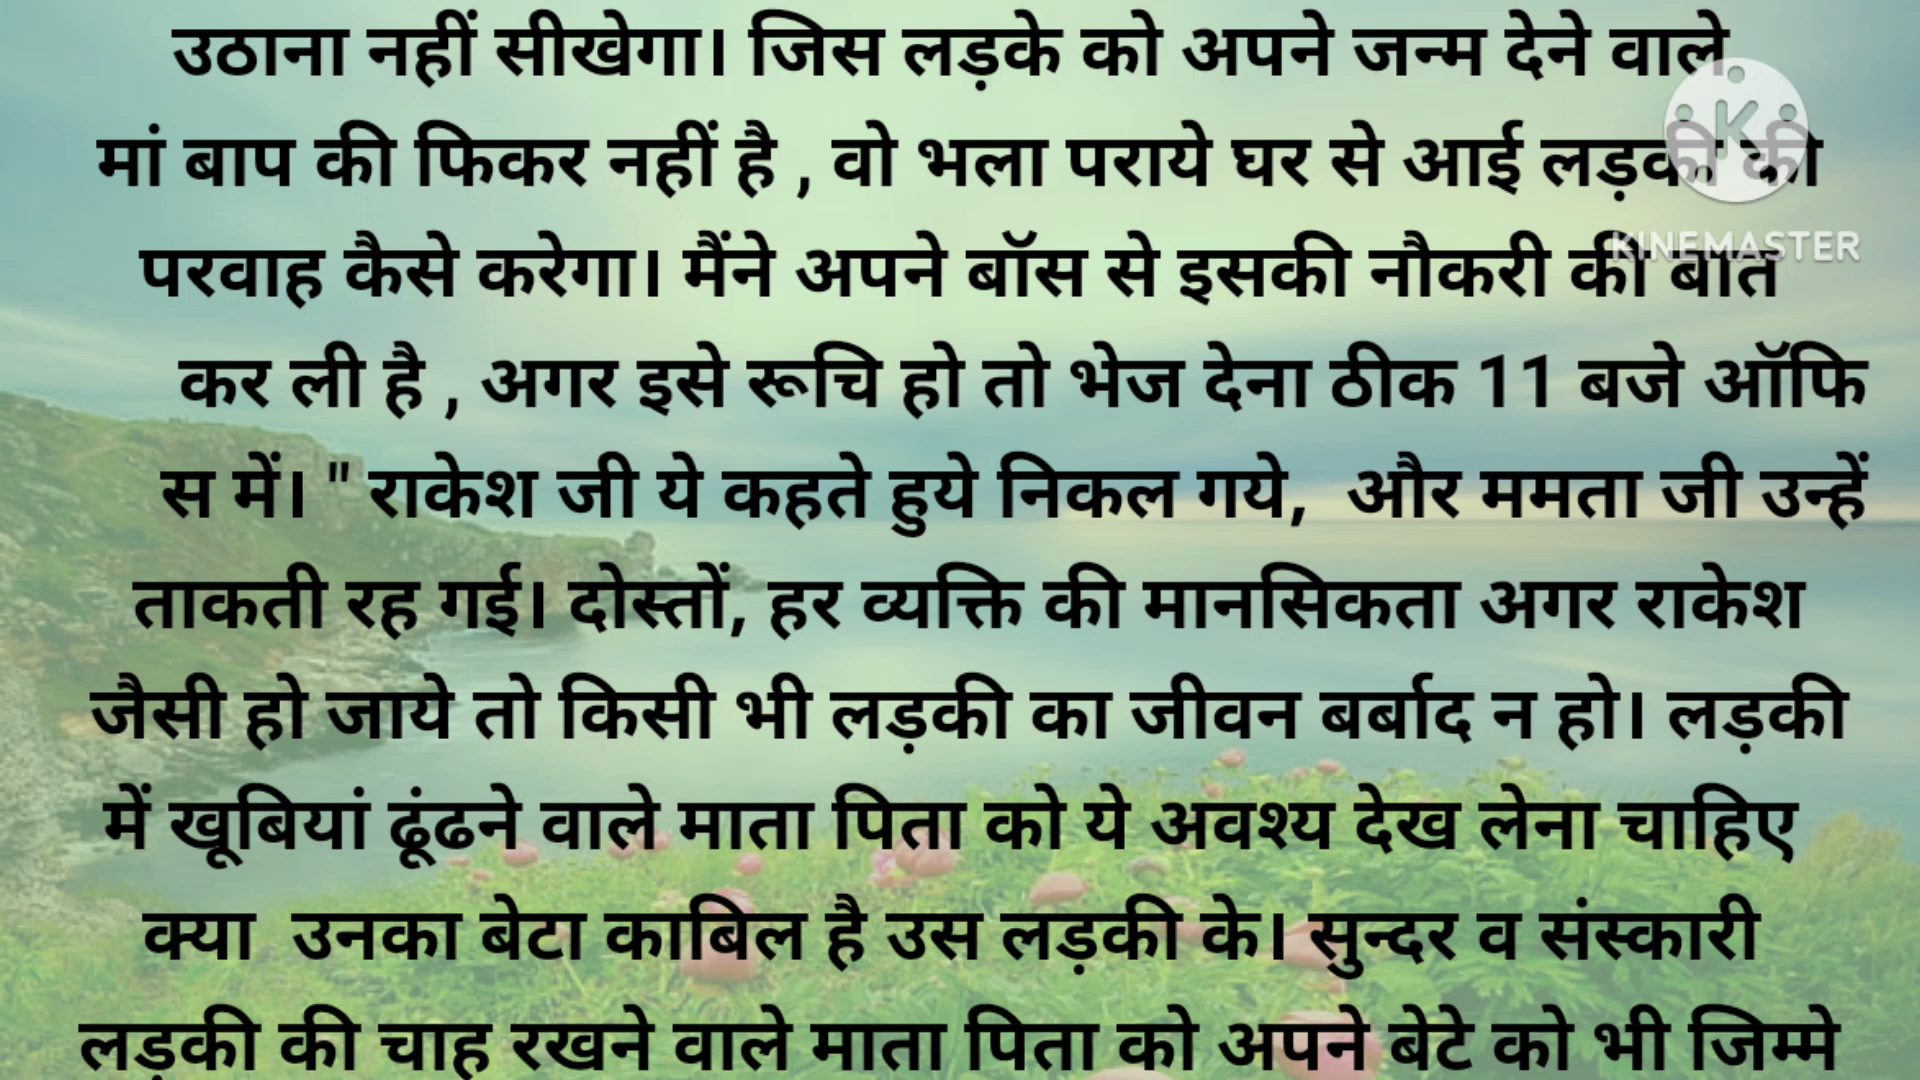 उठाना नहीं सीखेगा। जिस लड़के को अपने जन्म देने वाले
मां बाप की फिकर नहीं है , वो भला पराये घर से आई लड़की की
परवाह कैसे करेगा। मैंने अपने बॉस से इसकी नौकरी की बात
कर ली है , अगर इसे रूचि हो तो भेज देना ठीक 11 बजे ऑफि
स में। " राकेश जी ये कहते हुये निकल गये, और ममता जी उन्हें
ताकती रह गई। दोस्तों, हर व्यक्ति की मानसिकता अगर राकेश
जैसी हो जाये तो किसी भी लड़की का जीवन बर्बाद न हो। लड़की
में खूबियां ढूंढने वाले माता पिता को ये अवश्य देख लेना चाहिए
क्या उनका बेटा काबिल है उस लड़की के। सुन्दर व संस्कारी
लड़की की चाह रखने वाले माता पिता को अपने बेटे को भी जिम्मे
K
KINEMASTER